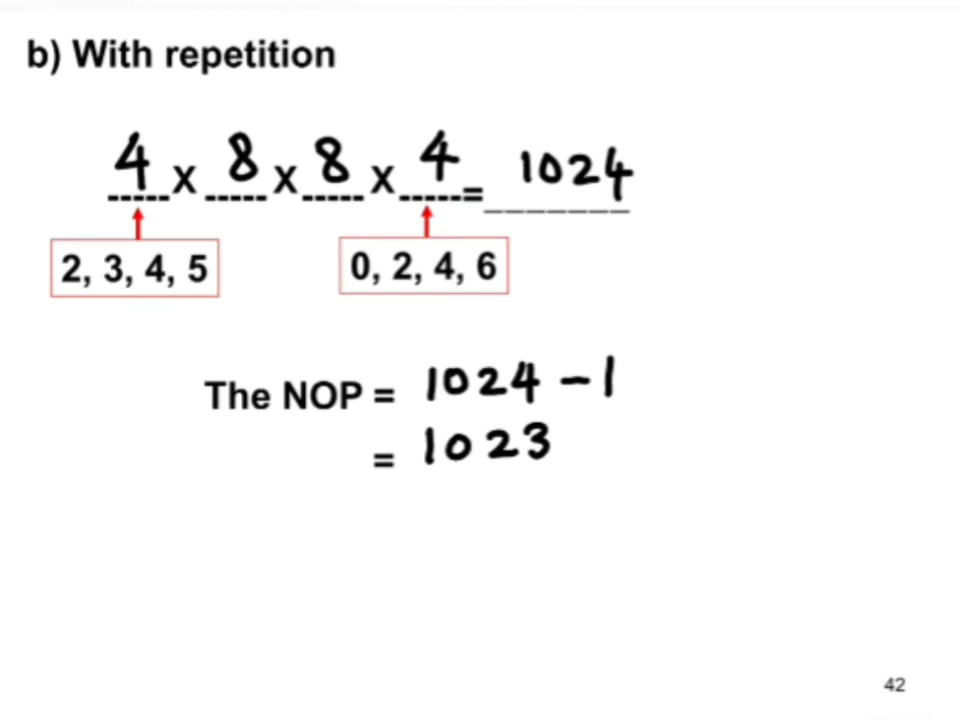 b) With repetition
4 x 8 x 8 x 4 = 1024
2, 3, 4, 5
0, 2, 4, 6
The NOP = 1024 - 1
= 1023
42